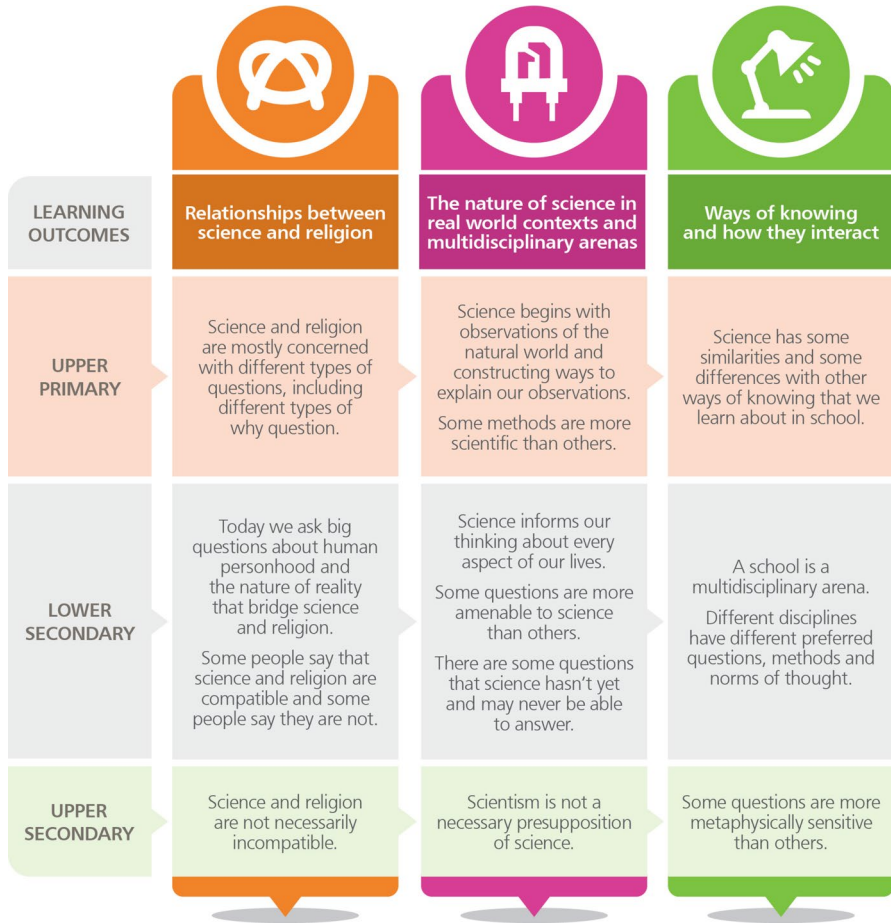 LEARNING
OUTCOMES
Relationships between
science and religion
The nature of science in
real world contexts and
multidisciplinary arenas
Ways of knowing
and how they interact
UPPER
PRIMARY
Science and religion
are mostly concerned
with different types of
questions, including
different types of
why question.
Science begins with
observations of the
natural world and
constructing ways to
explain our observations.
Some methods are more
scientific than others.
Science has some
similarities and some
differences with other
ways of knowing that we
learn about in school.
LOWER
SECONDARY
Today we ask big
questions about human
personhood and
the nature of reality
that bridge science
and religion.
Some people say that
science and religion are
compatible and some
people say they are not.
Science informs our
thinking about every
aspect of our lives.
Some questions are more
amenable to science
than others.
There are some questions
that science hasn't yet
and may never be able
to answer.
A school is a
multidisciplinary arena.
Different disciplines
have different preferred
questions, methods and
norms of thought.
UPPER
SECONDARY
Science and religion
are not necessarily
incompatible.
Scientism is not a
necessary presupposition
of science.
Some questions are more
metaphysically sensitive
than others.